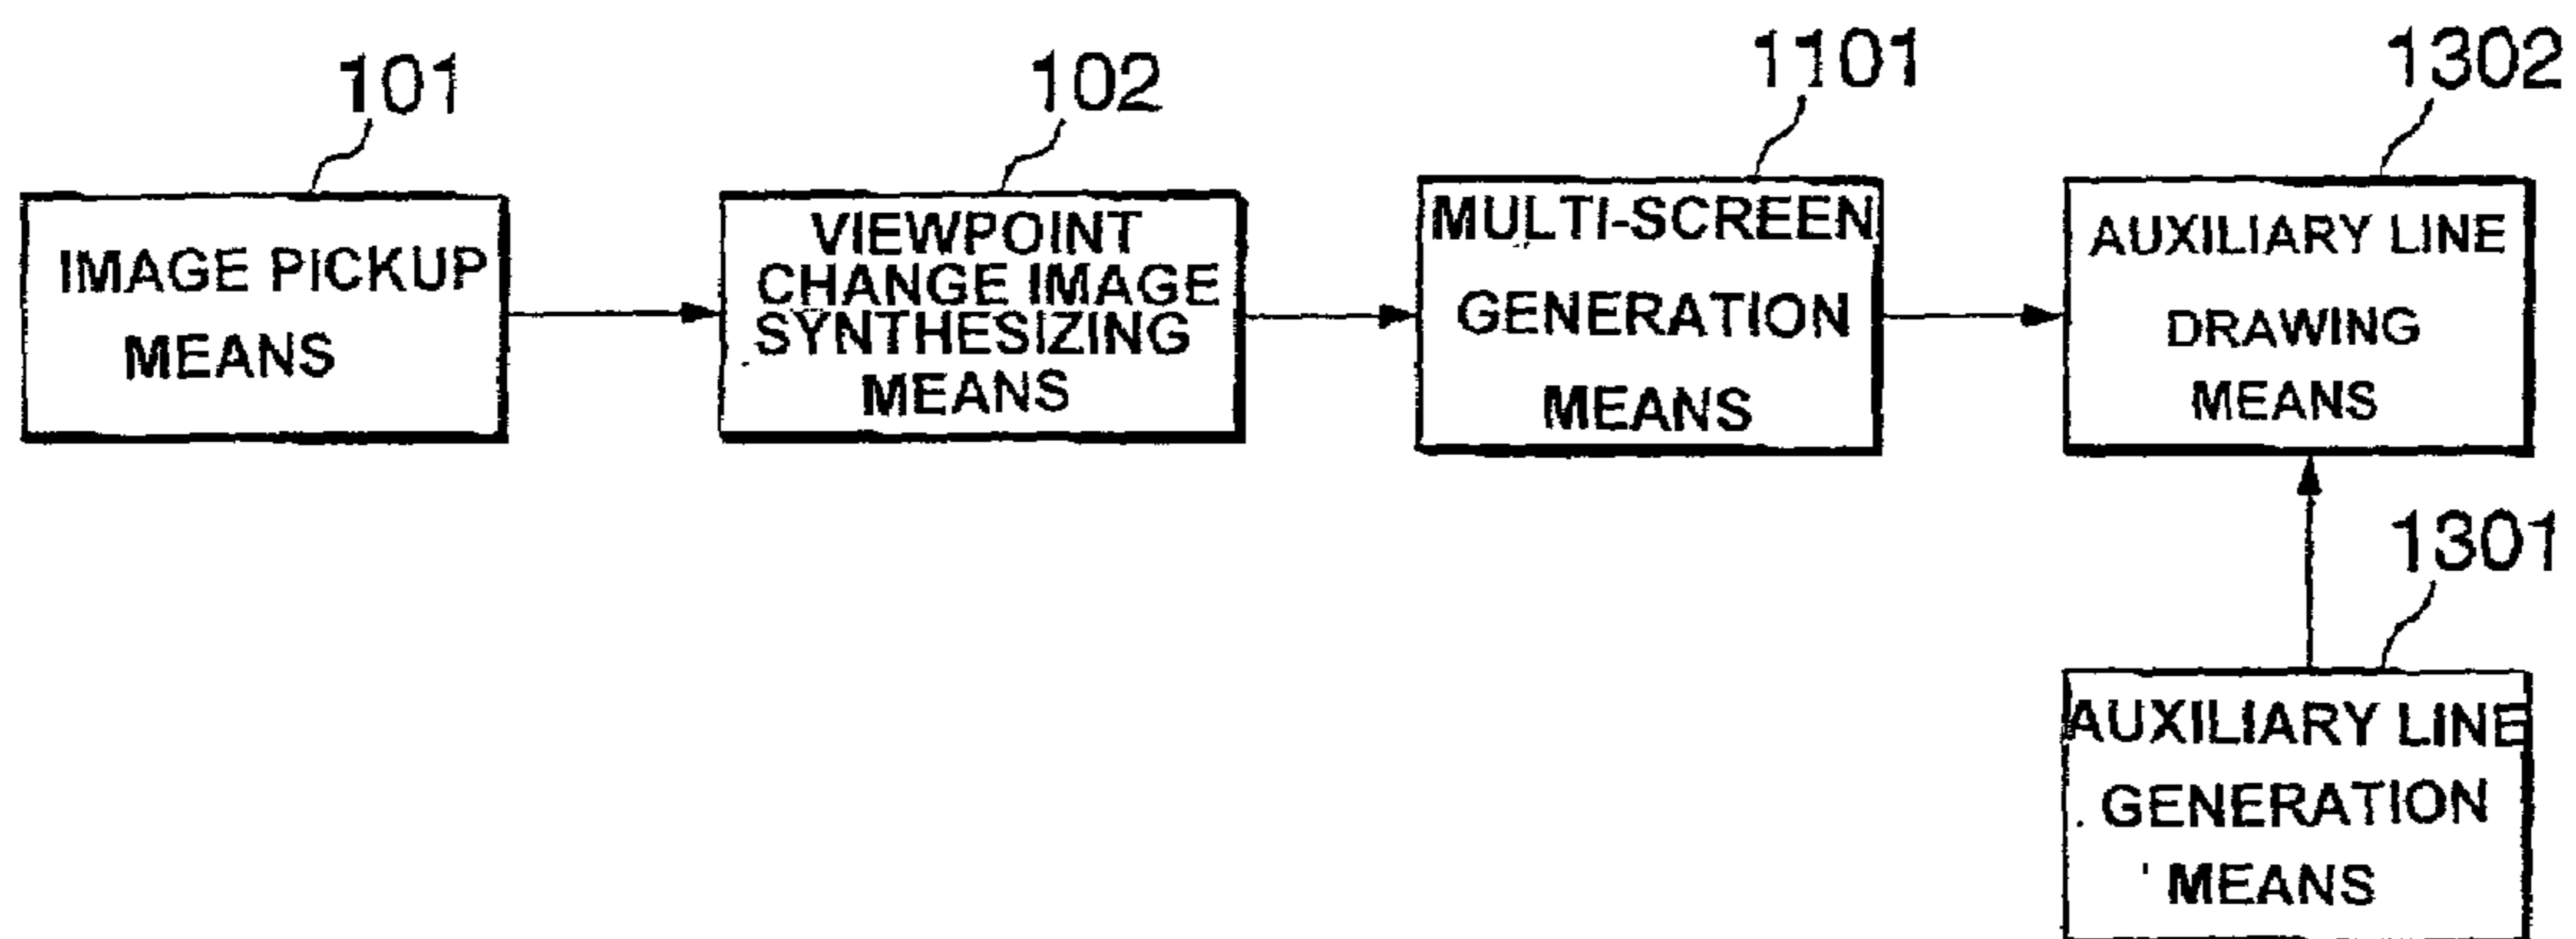 101
IMAGE PICKUP
MEANS
102
VIEWPOINT
CHANGE IMAGE
SYNTHESIZING
MEANS
1101
MULTI-SCREEN
GENERATION
MEANS
1302
AUXILIARY LINE
DRAWING
MEANS
1301
AUXILIARY LINE
GENERATION
MEANS